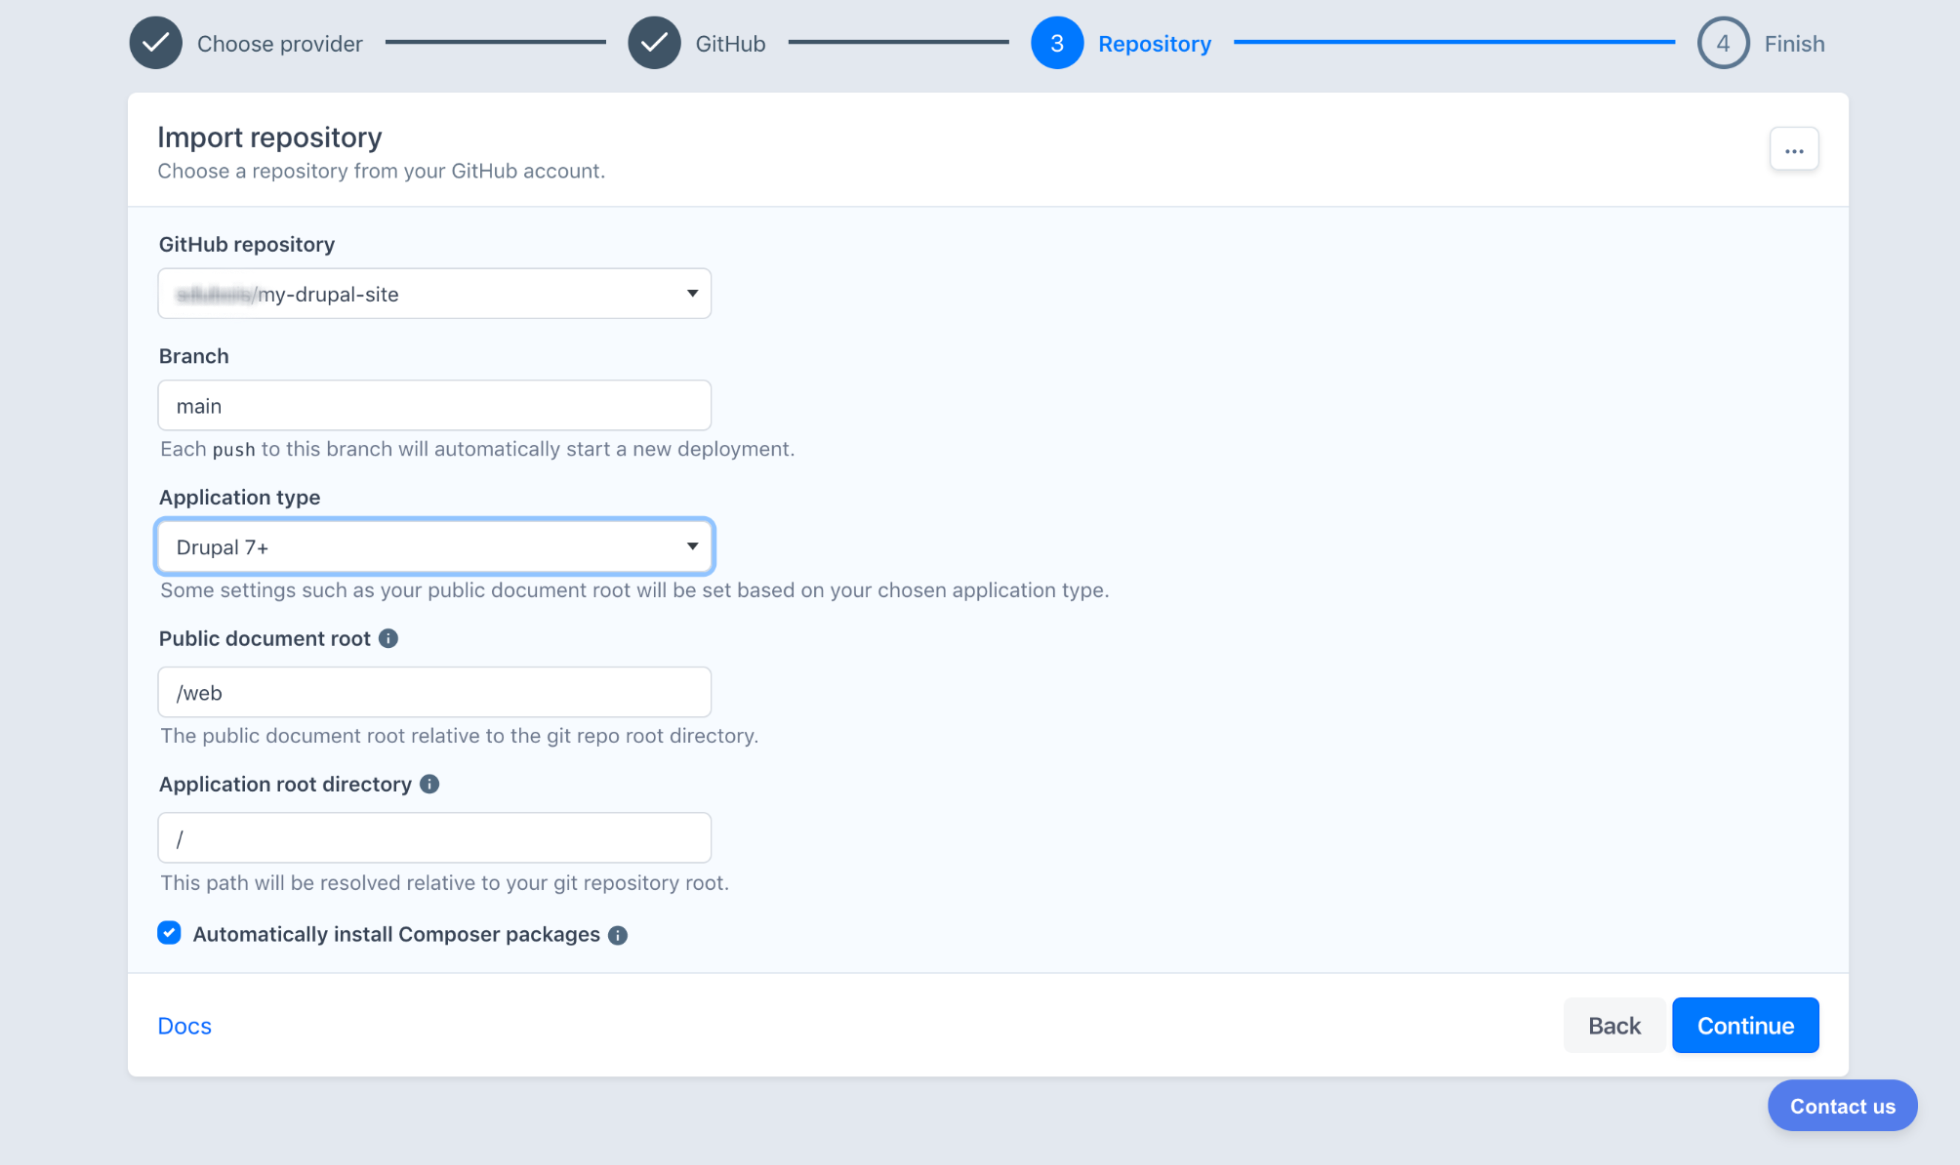 Choose provider
GitHub
3
Repository
4
Finish
Import repository
Choose a repository from your GitHub account.
...
GitHub repository
/my-drupal-site
Branch
main
Each push to this branch will automatically start a new deployment.
Application type
Drupal 7+
Some settings such as your public document root will be set based on your chosen application type.
Public document root
/web
The public document root relative to the git repo root directory.
Application root directory
/
This path will be resolved relative to your git repository root.
Automatically install Composer packages
Docs
Back
Continue
Contact us